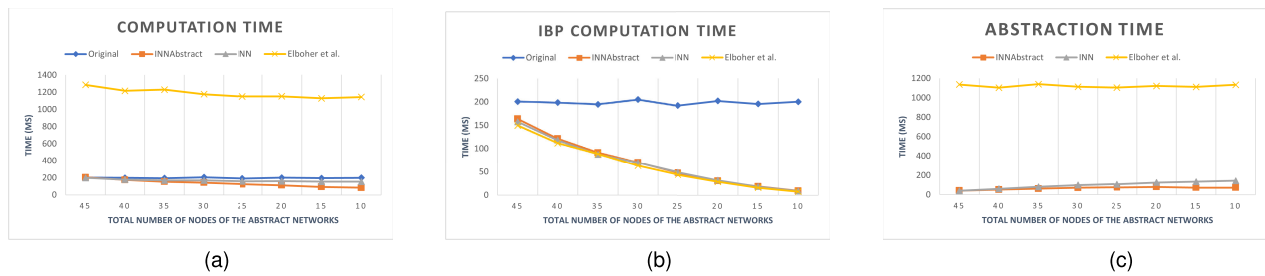 COMPUTATION TIME
Original INNAbstract INN Elboher et al.
1400
1200
1000
800
600
400
200
0
TIME (MS)
45 40 35 30 25 20 15 10
TOTAL NUMBER OF NODES OF THE ABSTRACT NETWORKS
(a)
IBP COMPUTATION TIME
Original INNAbstract INN Elboher et al.
250
200
150
100
50
0
TIME (MS)
45 40 35 30 25 20 15 10
TOTAL NUMBER OF NODES OF THE ABSTRACT NETWORKS
(b)
ABSTRACTION TIME
INNAbstract INN Elboher et al.
1200
1000
800
600
400
200
0
TIME (MS)
45 40 35 30 25 20 15 10
TOTAL NUMBER OF NODES OF THE ABSTRACT NETWORKS
(c)